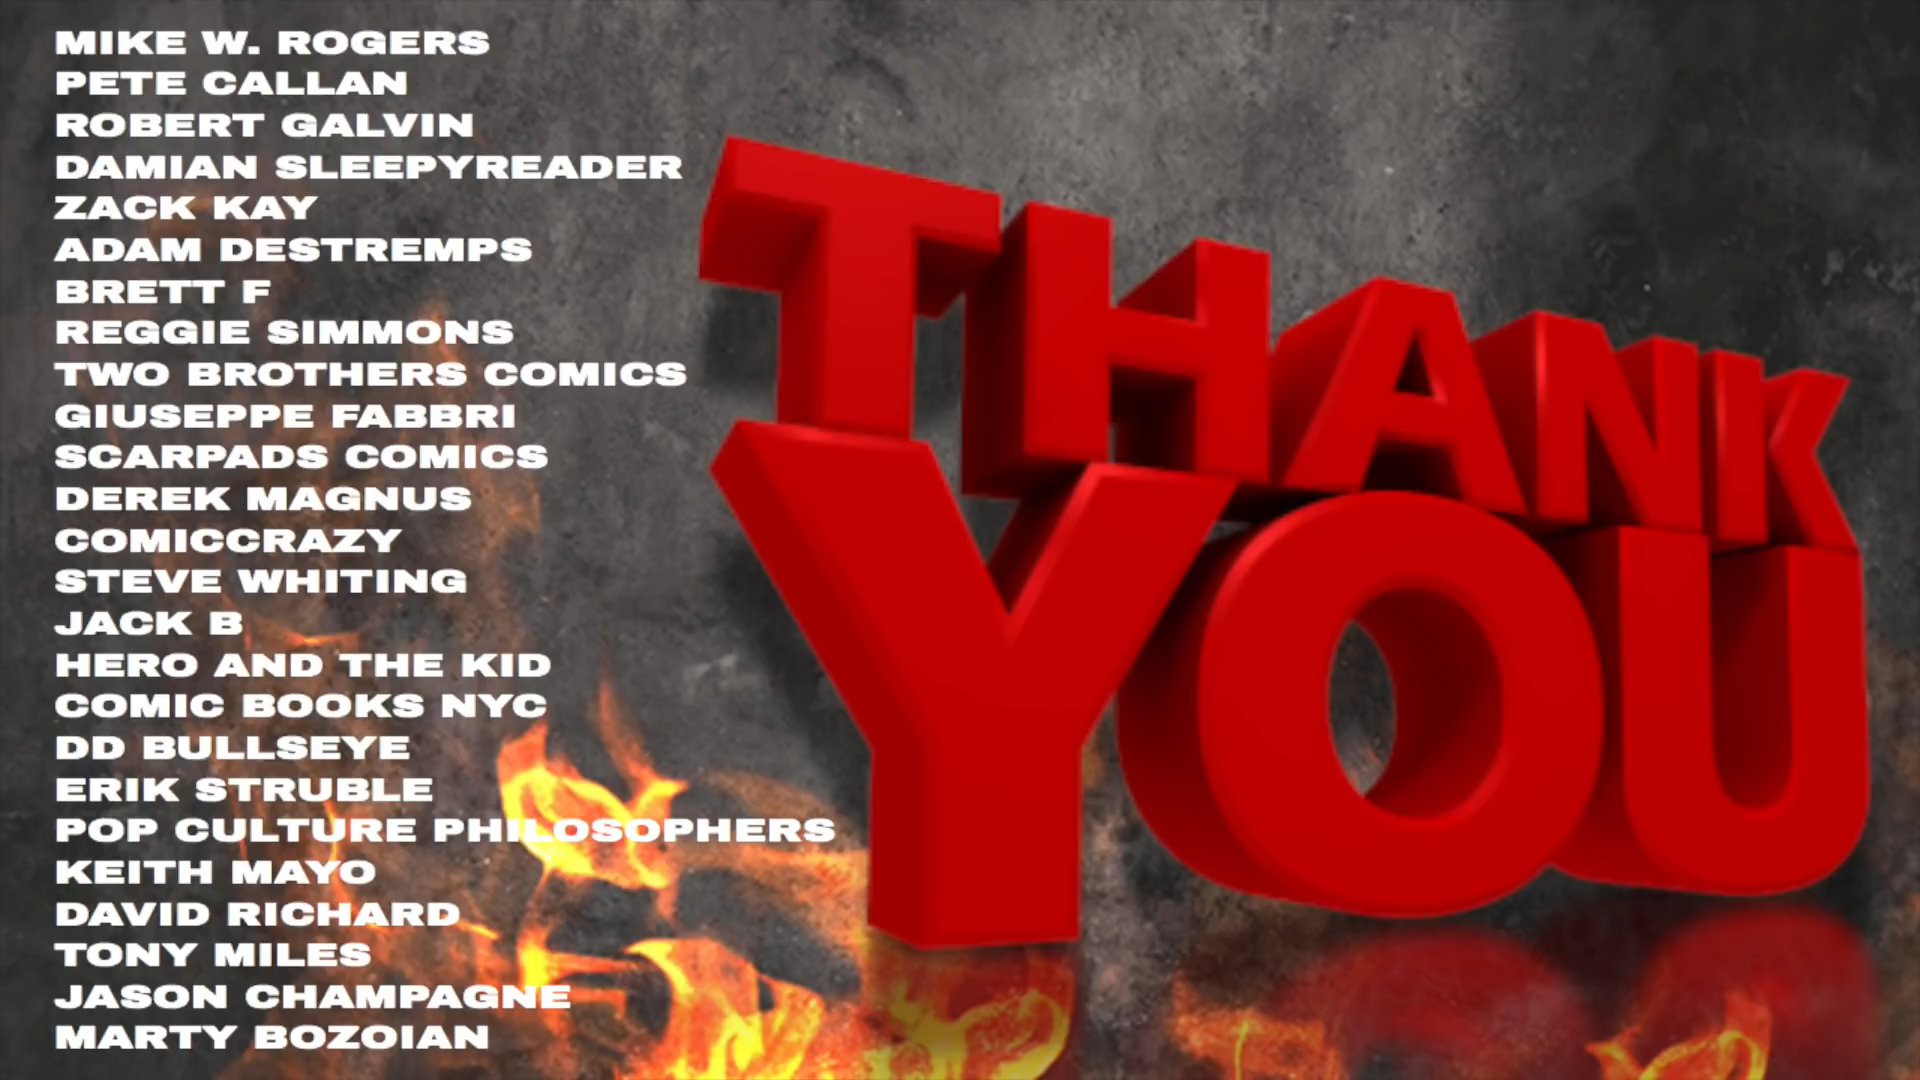 MIKE W. ROGERS
PETE CALLAN
ROBERT GALVIN
DAMIAN SLEEPYREADER
ZACK KAY
ADAM DESTREMPS
BRETT F
REGGIE SIMMONS
TWO BROTHERS COMICS
GIUSEPPE FABBRI
SCARPADS COMICS
DEREK MAGNUS
COMICCRAZY
STEVE WHITING
JACK B
HERO AND THE KID
COMIC BOOKS NYC
DD BULLSEYE
ERIK STRUBLE
POP CULTURE PHILOSOPHERS
KEITH MAYO
DAVID RICHARD
TONY MILES
JASON CHAMPAGNE
MARTY BOZOIAN
THANK
YOU